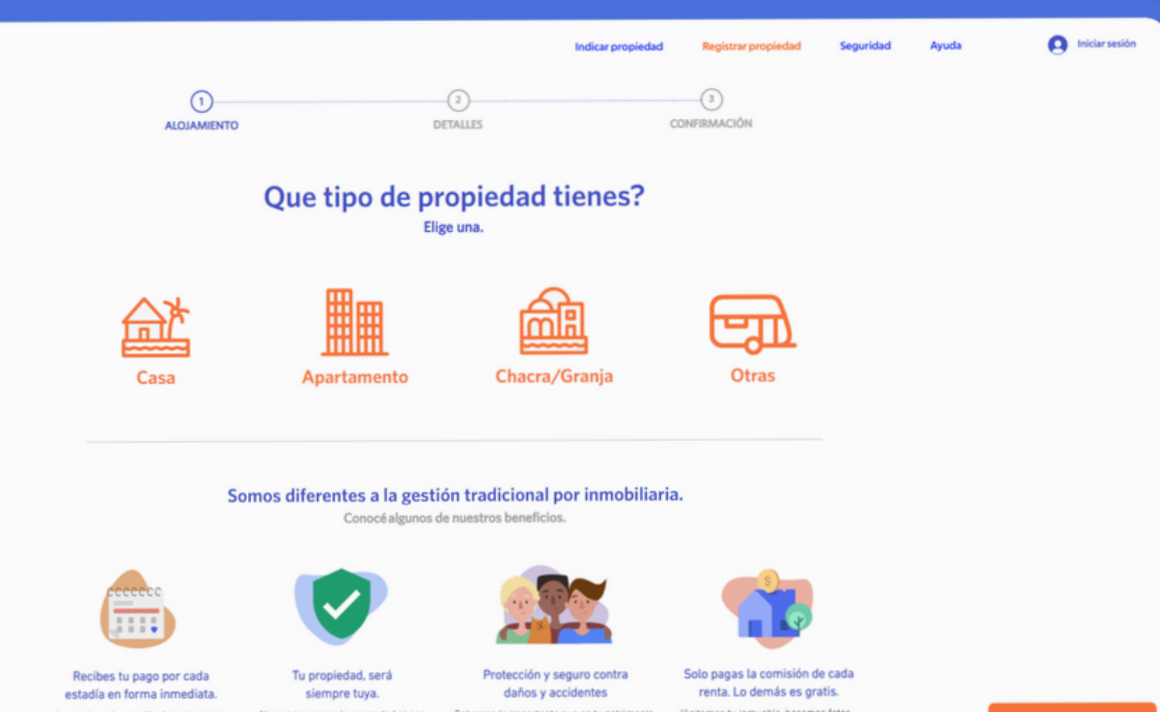 Indicar propiedad Registrar propiedad Seguridad Ayuda Iniciar sesión
1 2 3
ALOJAMIENTO DETALLES CONFIRMACIÓN
Que tipo de propiedad tienes?
Elige una.
Casa Apartamento Chacra/Granja Otras
Somos diferentes a la gestión tradicional por inmobiliaria.
Conocé algunos de nuestros beneficios.
$
Recibes tu pago por cada
estadía en forma inmediata.
Tu propiedad, será
siempre tuya.
Protección y seguro contra
daños y accidentes
Solo pagas la comisión de cada
renta. Lo demás es gratis.